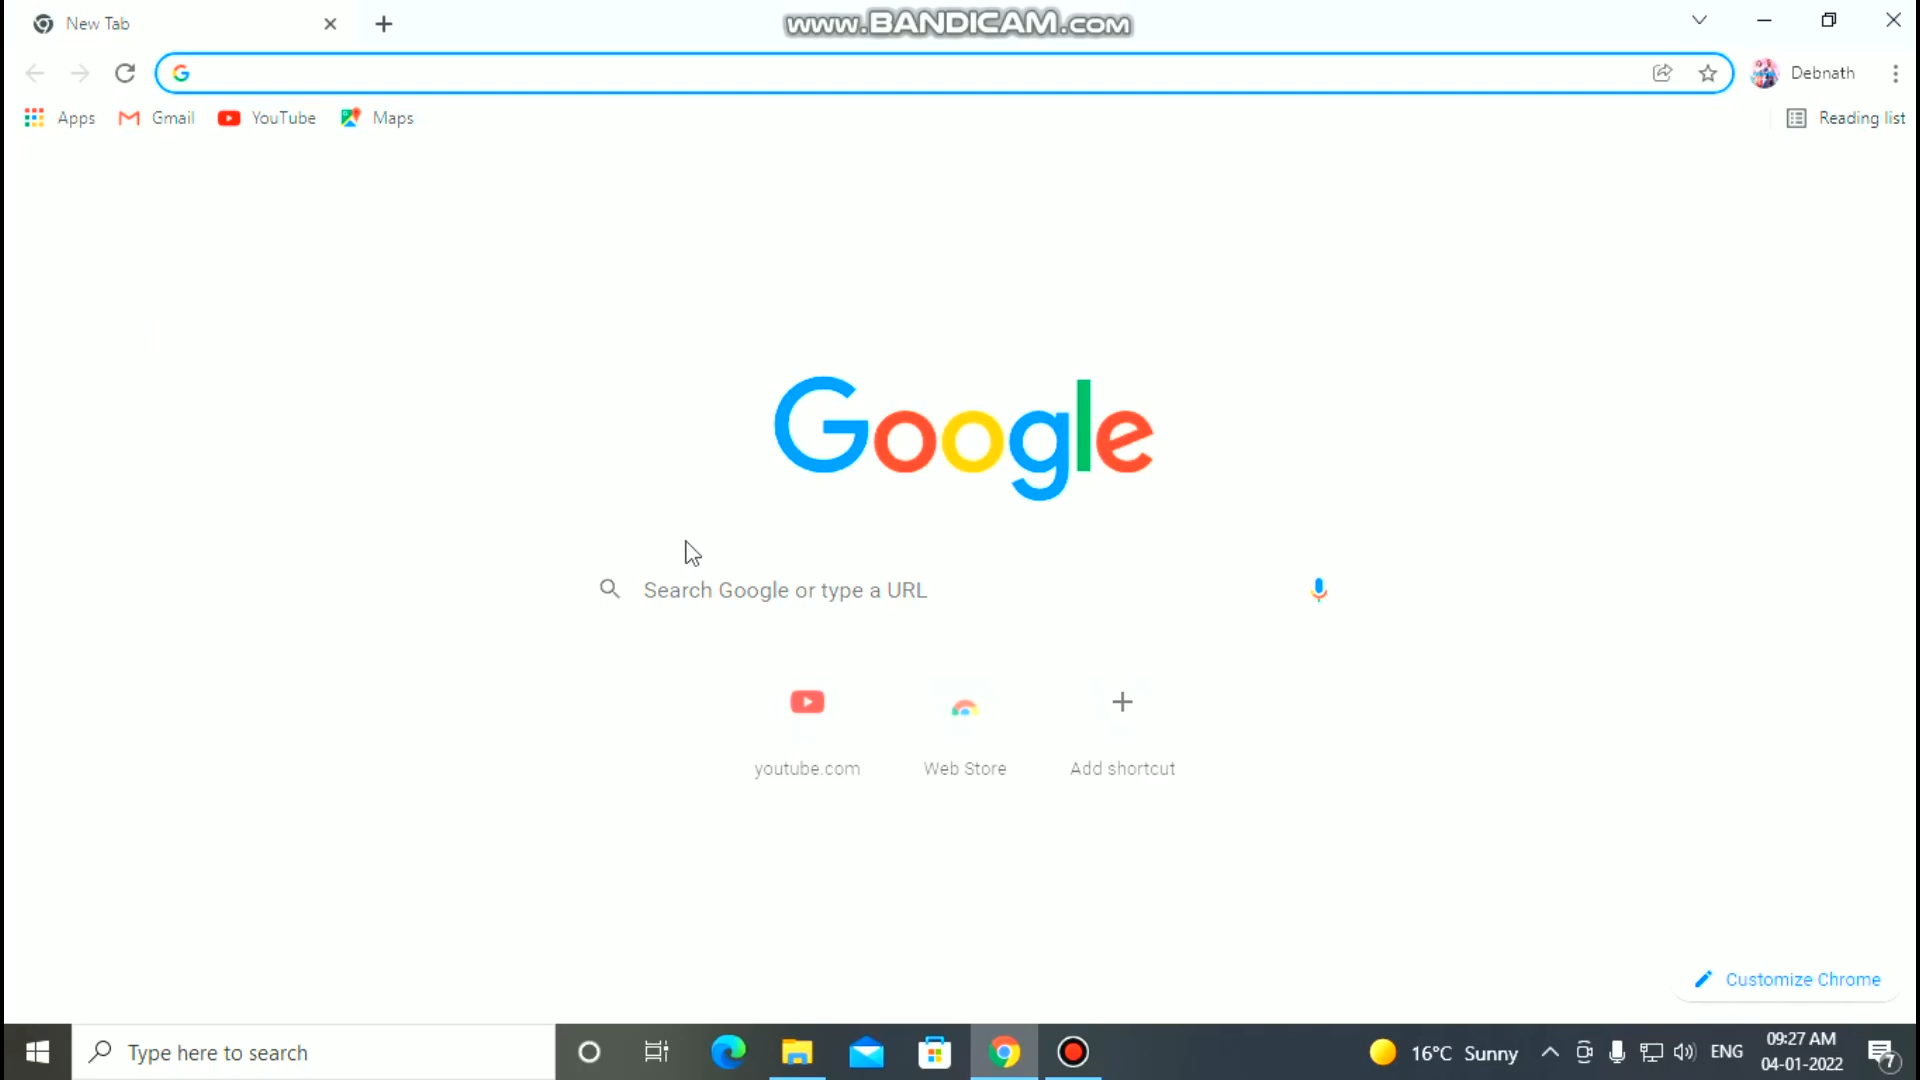 New Tab
www.BANDICAM.com
Debnath
Apps
Gmail
YouTube
Maps
Reading list
Google
Search Google or type a URL
youtube.com
Web Store
Add shortcut
Customize Chrome
Type here to search
16°C Sunny
ENG
09:27 AM
04-01-2022
7